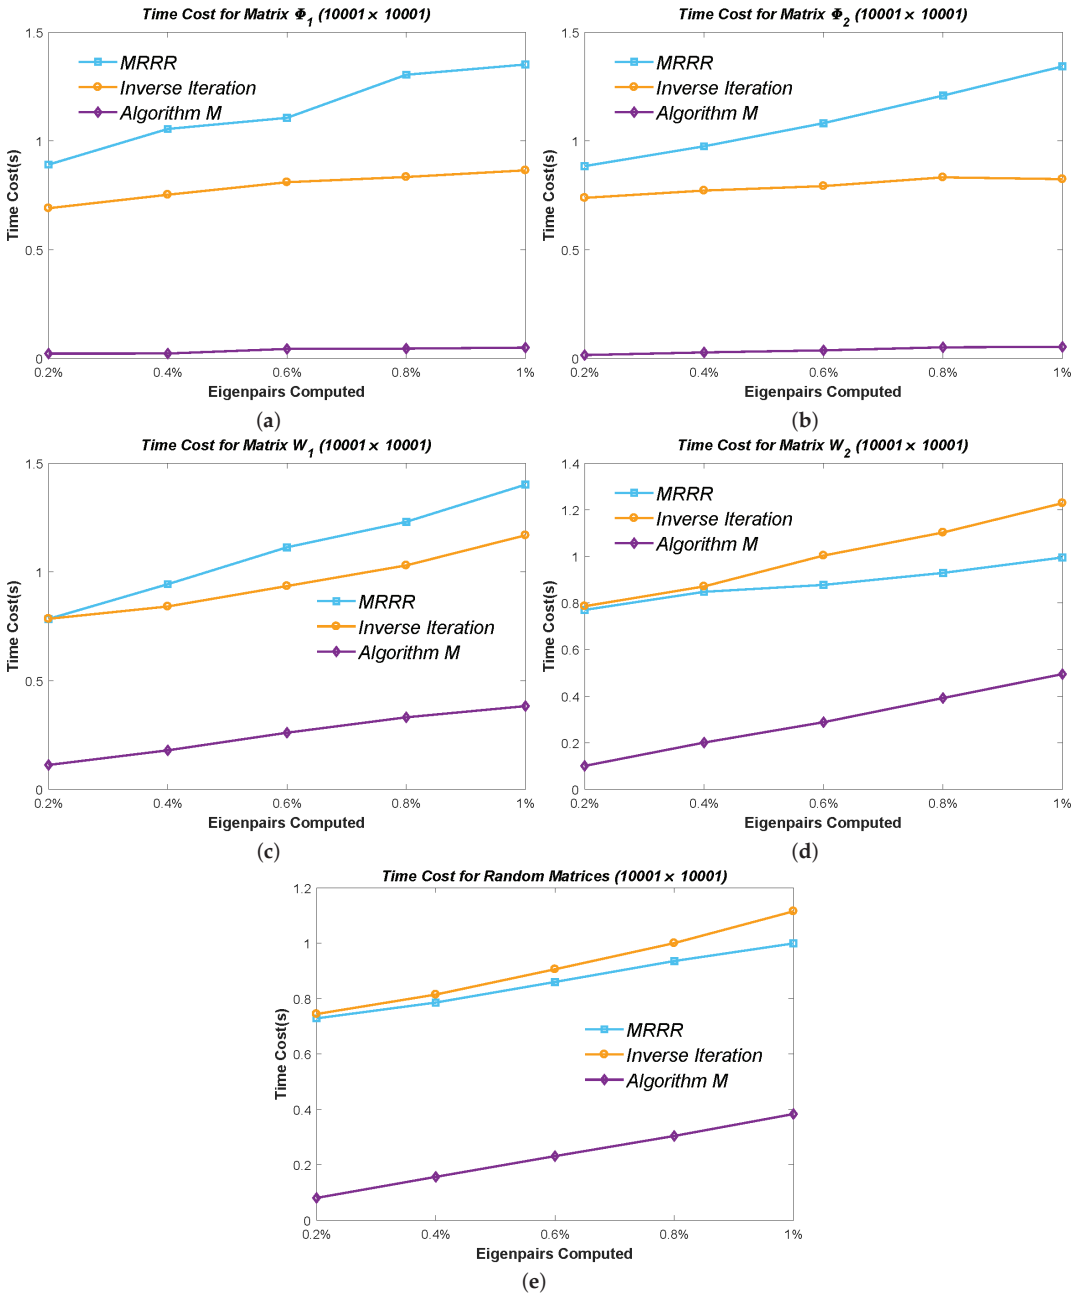 Time Cost for Matrix Φ1 (10001 × 10001)
1.5
1
0.5
0
Time Cost(s)
MRRR
Inverse Iteration
Algorithm M
0.2% 0.4% 0.6% 0.8% 1%
Eigenpairs Computed
(a)
Time Cost for Matrix Φ2 (10001 × 10001)
1.5
1
0.5
0
Time Cost(s)
MRRR
Inverse Iteration
Algorithm M
0.2% 0.4% 0.6% 0.8% 1%
Eigenpairs Computed
(b)
Time Cost for Matrix W1 (10001 × 10001)
1.5
1
0.5
0
Time Cost(s)
MRRR
Inverse Iteration
Algorithm M
0.2% 0.4% 0.6% 0.8% 1%
Eigenpairs Computed
(c)
Time Cost for Matrix W2 (10001 × 10001)
1.4
1.2
1
0.8
0.6
0.4
0.2
0
Time Cost(s)
MRRR
Inverse Iteration
Algorithm M
0.2% 0.4% 0.6% 0.8% 1%
Eigenpairs Computed
(d)
Time Cost for Random Matrices (10001 × 10001)
1.2
1
0.8
0.6
0.4
0.2
0
Time Cost(s)
MRRR
Inverse Iteration
Algorithm M
0.2% 0.4% 0.6% 0.8% 1%
Eigenpairs Computed
(e)